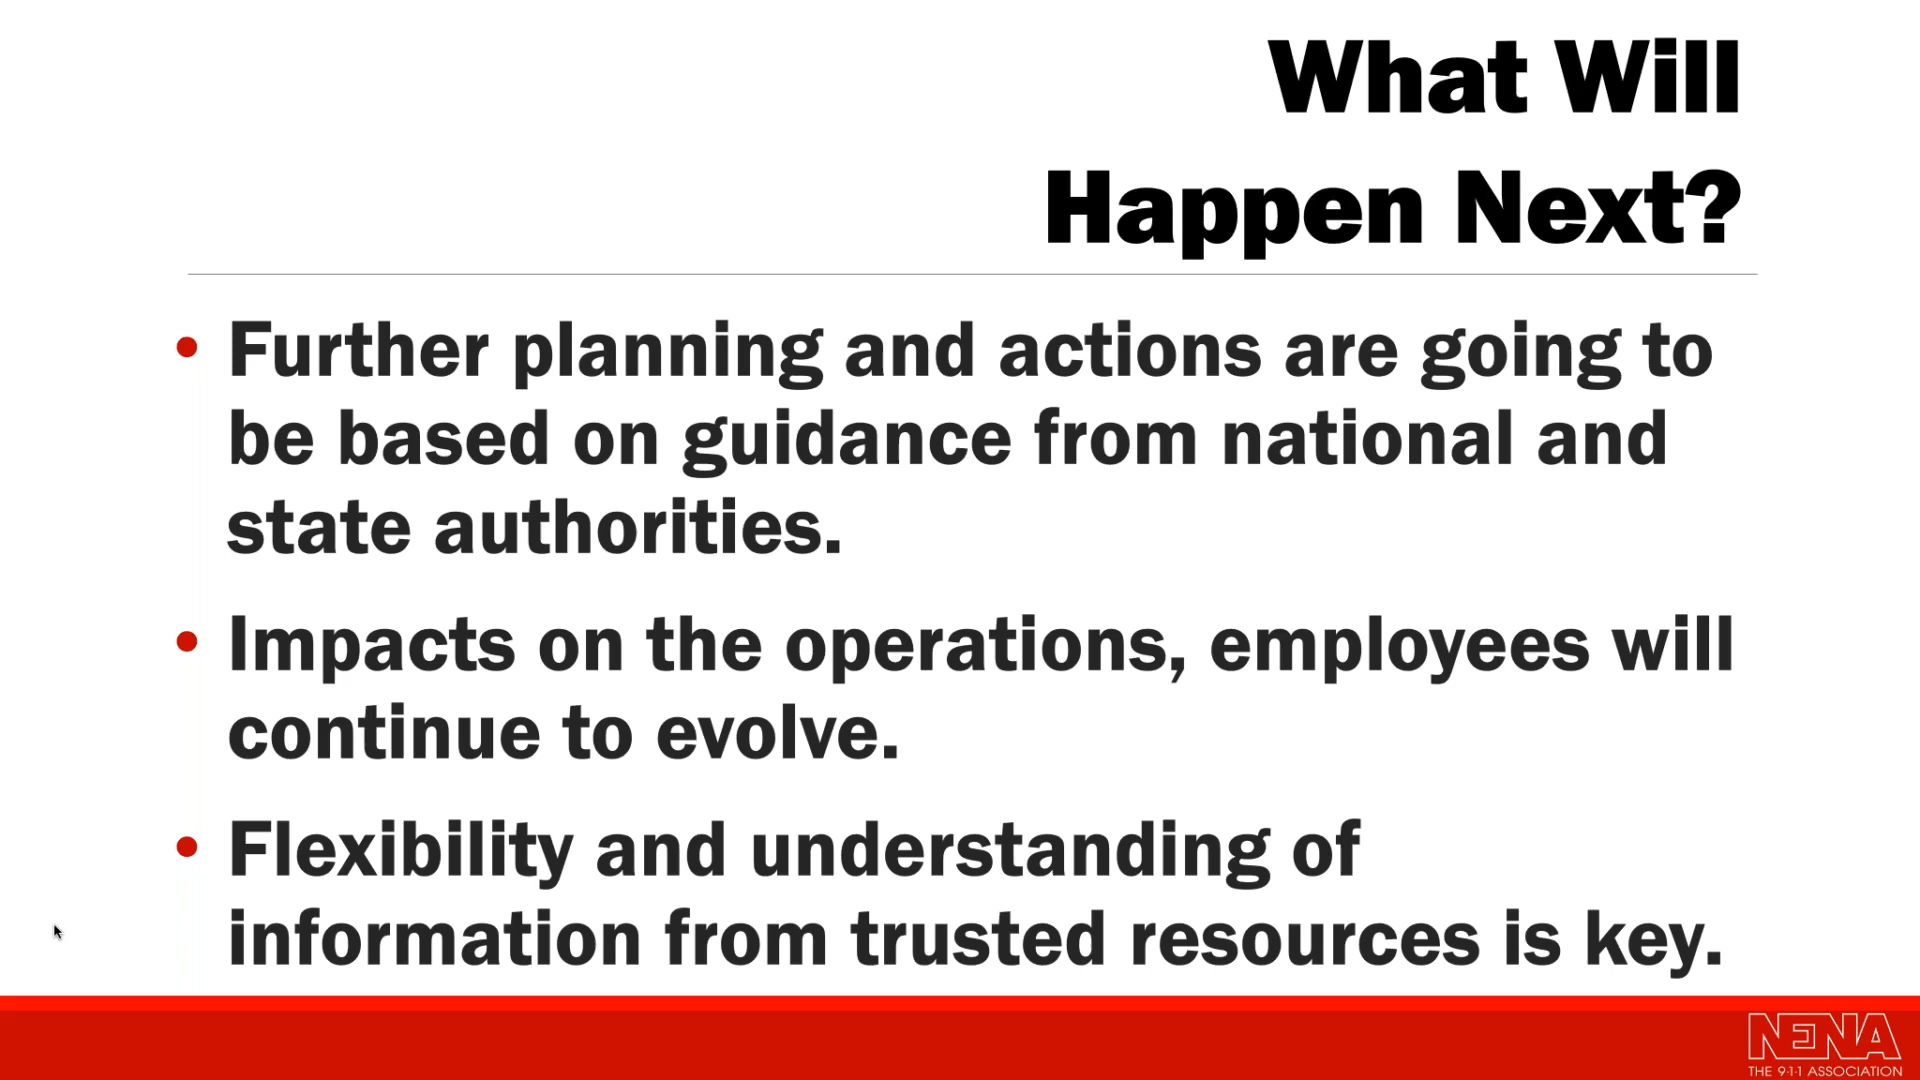 What Will
Happen Next?
• Further planning and actions are going to
be based on guidance from national and
state authorities.
• Impacts on the operations, employees will
continue to evolve.
• Flexibility and understanding of
information from trusted resources is key.
NENA
THE 9-1-1 ASSOCIATION